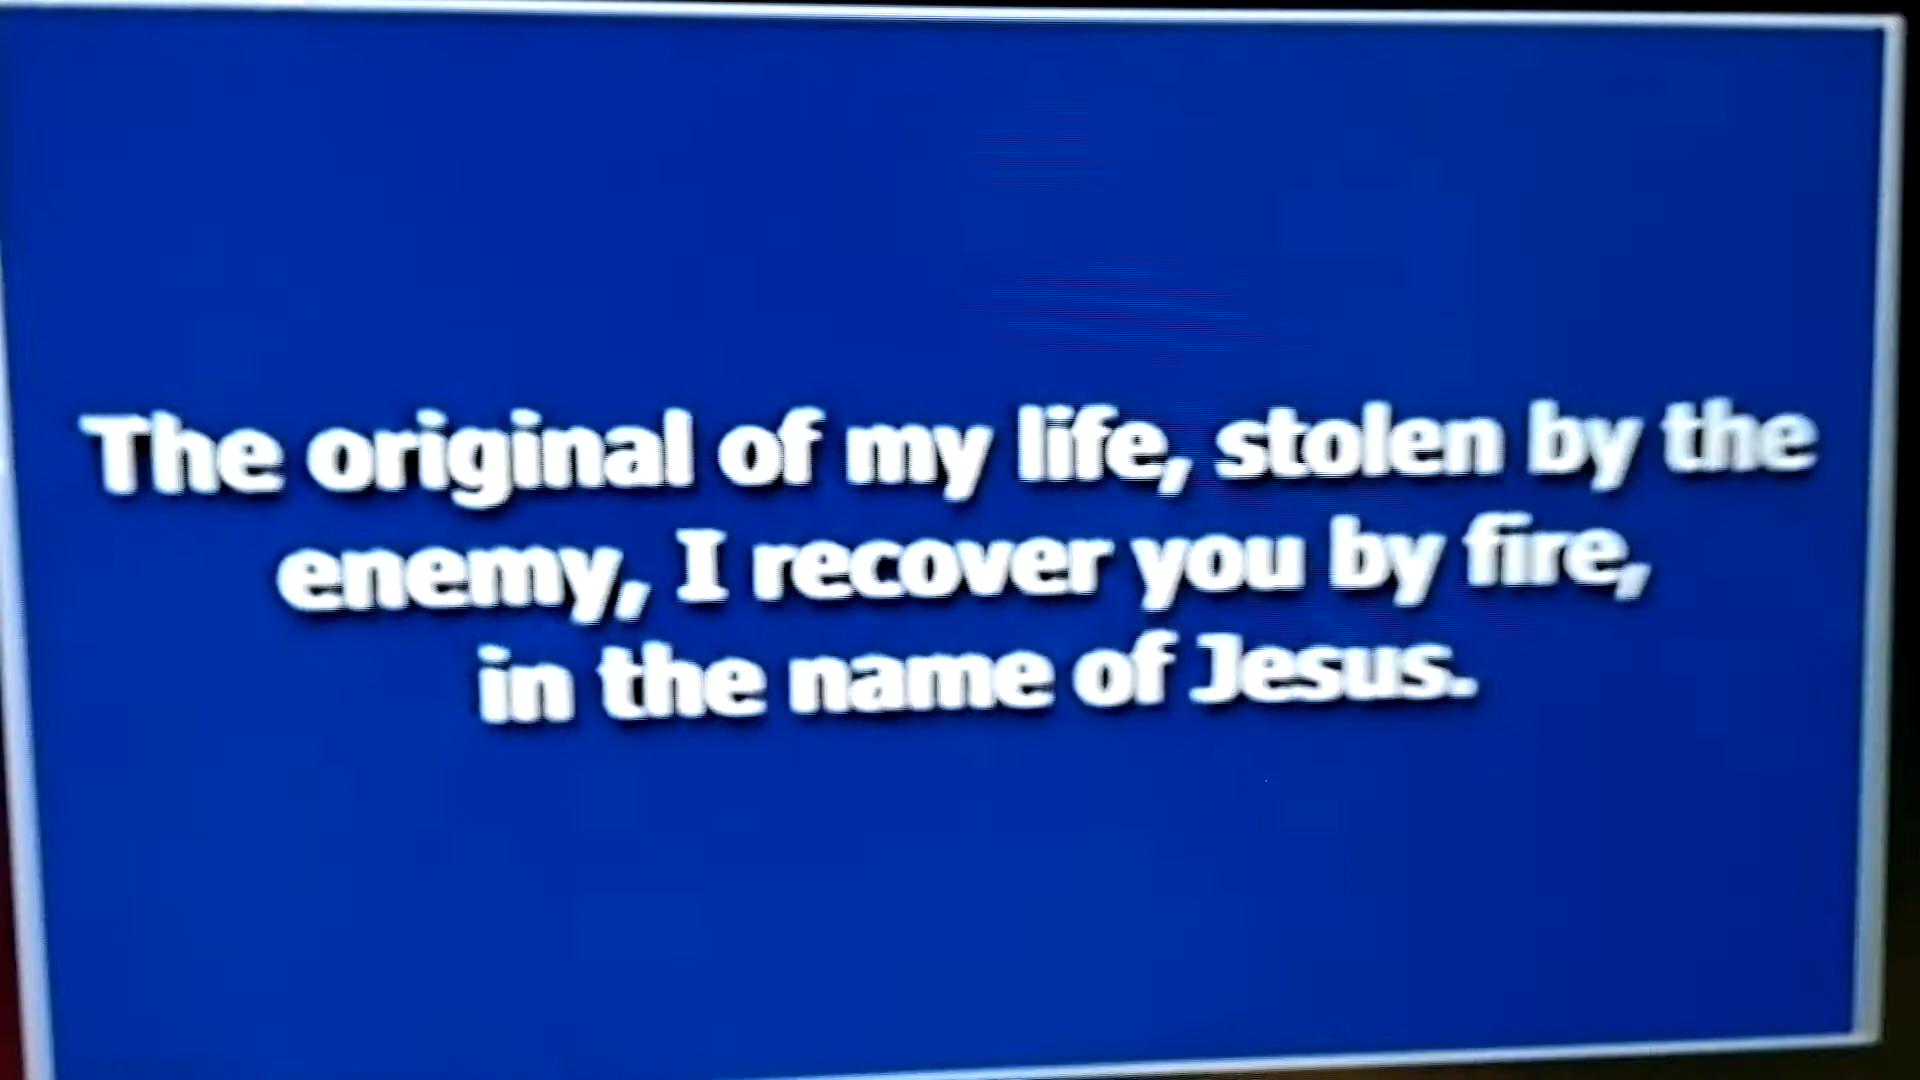 The original of my life, stolen by the
enemy, I recover you by fire,
in the name of Jesus.